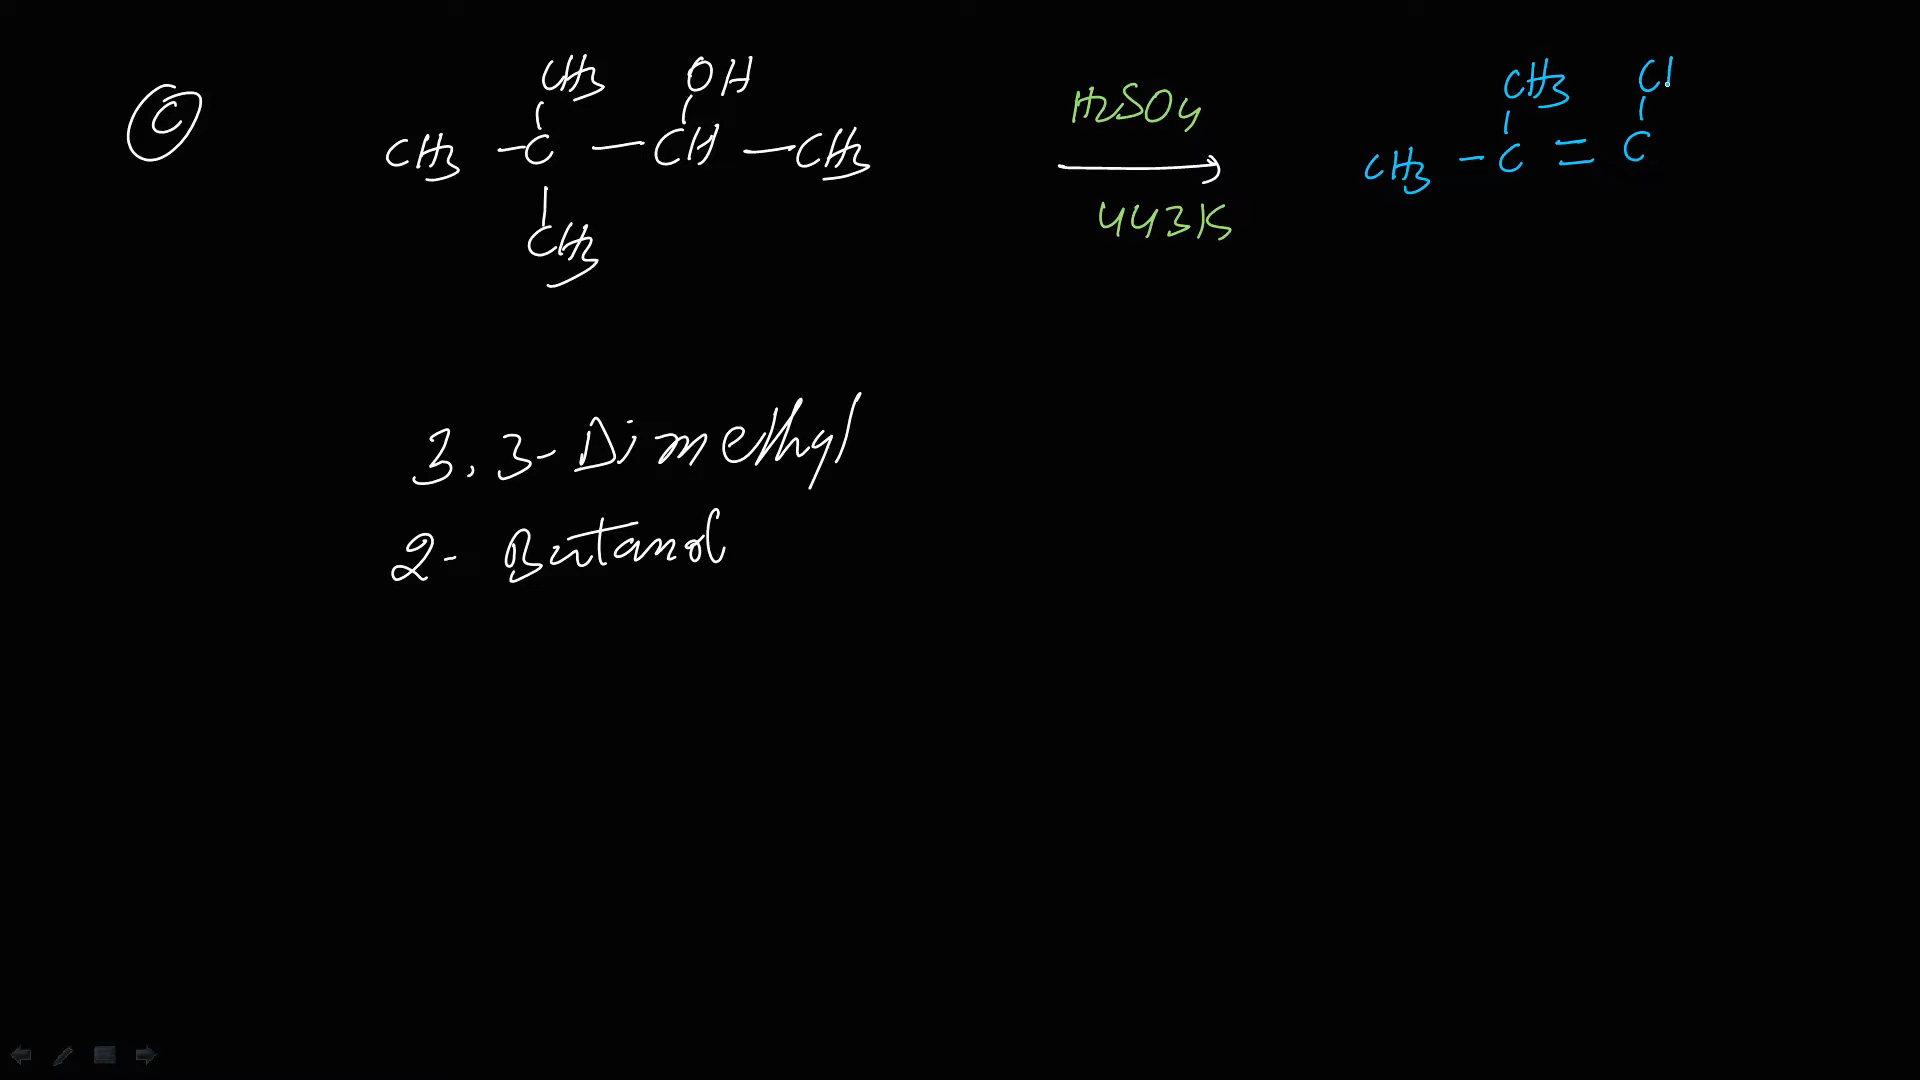 C
CH3 OH
CH3 - C - CH - CH3
CH3
H2SO4
443K
CH3 Cl
CH3 - C = C
3,3-Dimethyl
2-Butanol